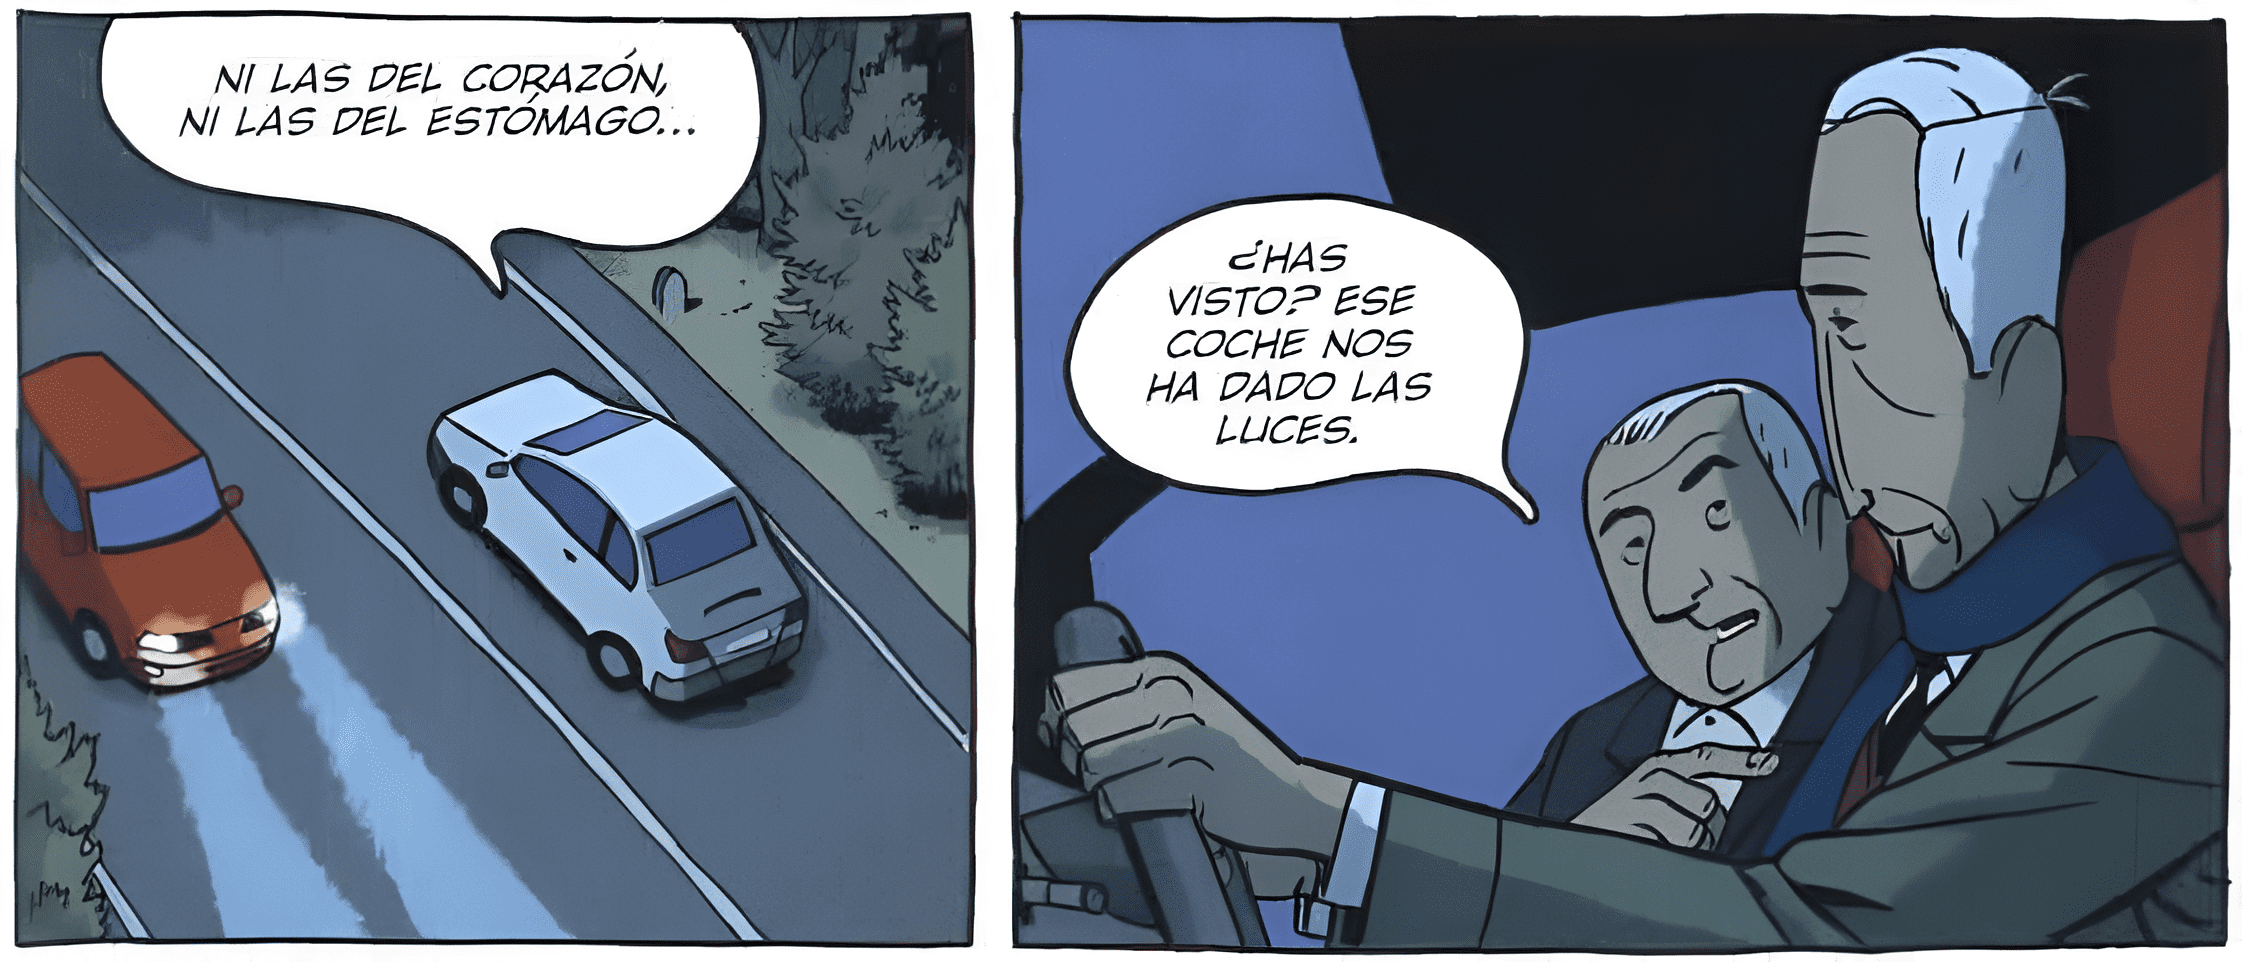 NI LAS DEL CORAZÓN,
NI LAS DEL ESTÓMAGO...
¿HAS
VISTO? ESE
COCHE NOS
HA DADO LAS
LUCES.